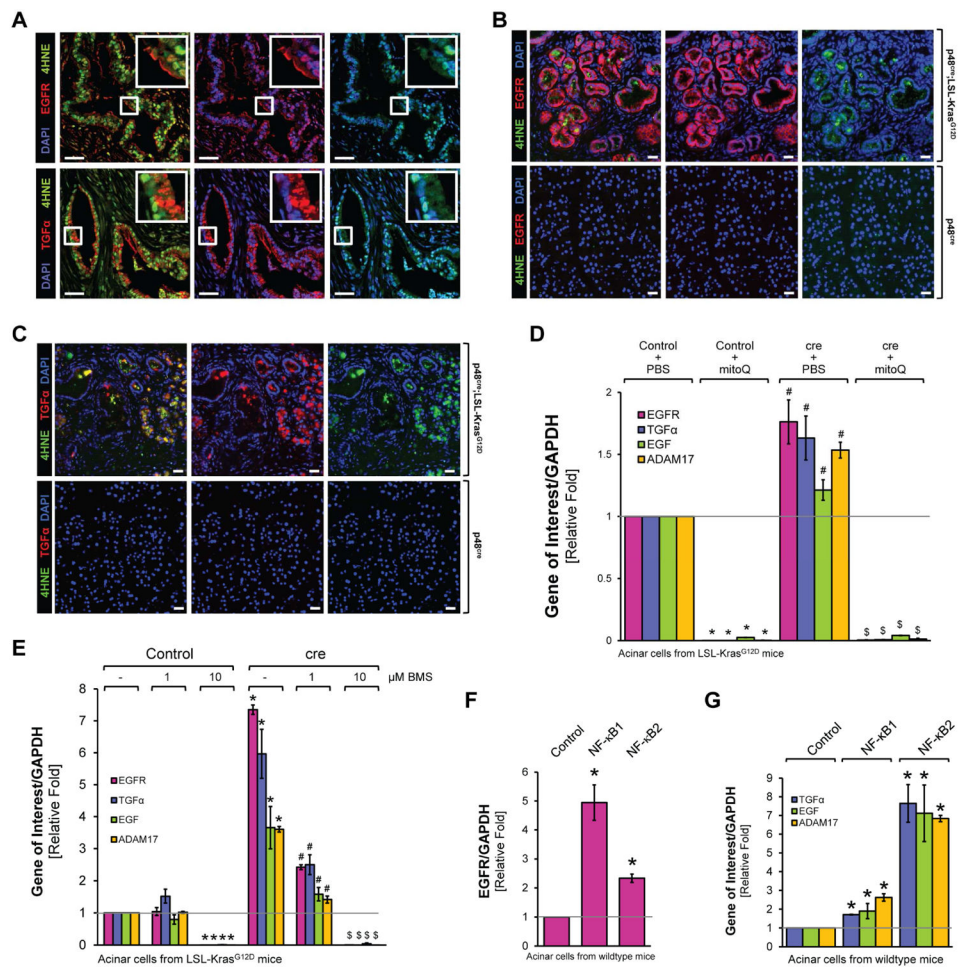 A
DAPI EGFR 4HNE
DAPI TGFα 4HNE
B
4HNE EGFR DAPI
4HNE EGFR DAPI
p48cre;LSL-KrasG12D
p48cre
C
4HNE TGFα DAPI
4HNE TGFα DAPI
p48cre;LSL-KrasG12D
p48cre
D
Control + PBS
Control + mitoQ
cre + PBS
cre + mitoQ
Gene of Interest/GAPDH
[Relative Fold]
2
1.5
1
0.5
0
EGFR
TGFα
EGF
ADAM17
* * * *
# # # #
$ $ $ $
Acinar cells from LSL-KrasG12D mice
E
Control cre
- 1 10 - 1 10 µM BMS
Gene of Interest/GAPDH
[Relative Fold]
8
7
6
5
4
3
2
1
0
EGFR
TGFα
EGF
ADAM17
* * * *
* * * *
# # # #
$ $ $ $
Acinar cells from LSL-KrasG12D mice
F
Control NF-κB1 NF-κB2
EGFR/GAPDH
[Relative Fold]
6
5
4
3
2
1
0
* *
Acinar cells from wildtype mice
G
Control NF-κB1 NF-κB2
Gene of Interest/GAPDH
[Relative Fold]
9
8
7
6
5
4
3
2
1
0
TGFα
EGF
ADAM17
* * *
* * *
Acinar cells from wildtype mice